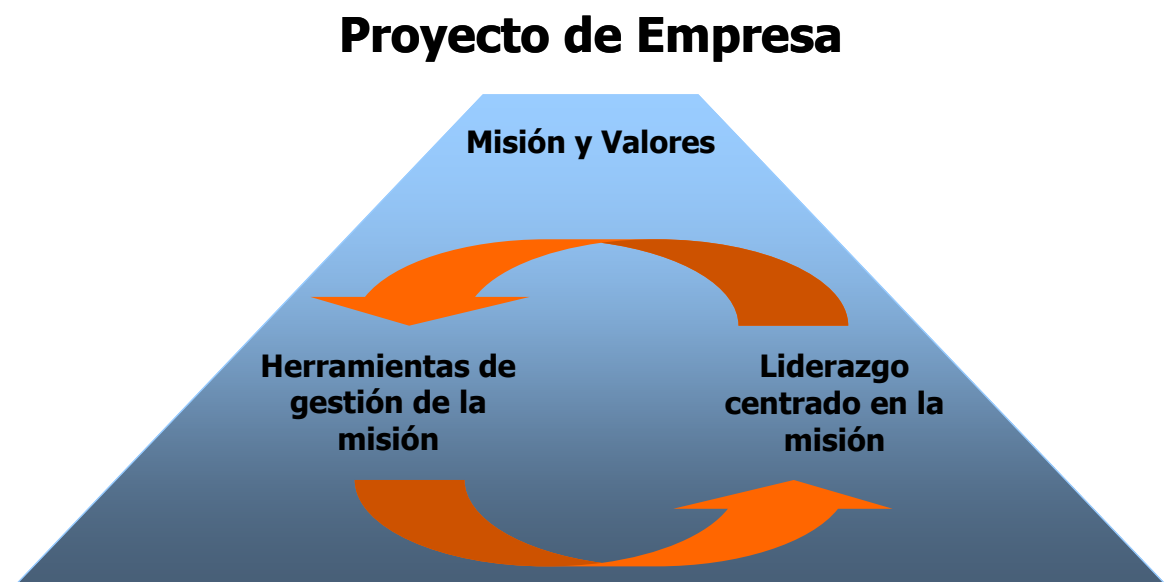 Proyecto de Empresa
Misión y Valores
Herramientas de
gestión de la
misión
Liderazgo
centrado en la
misión